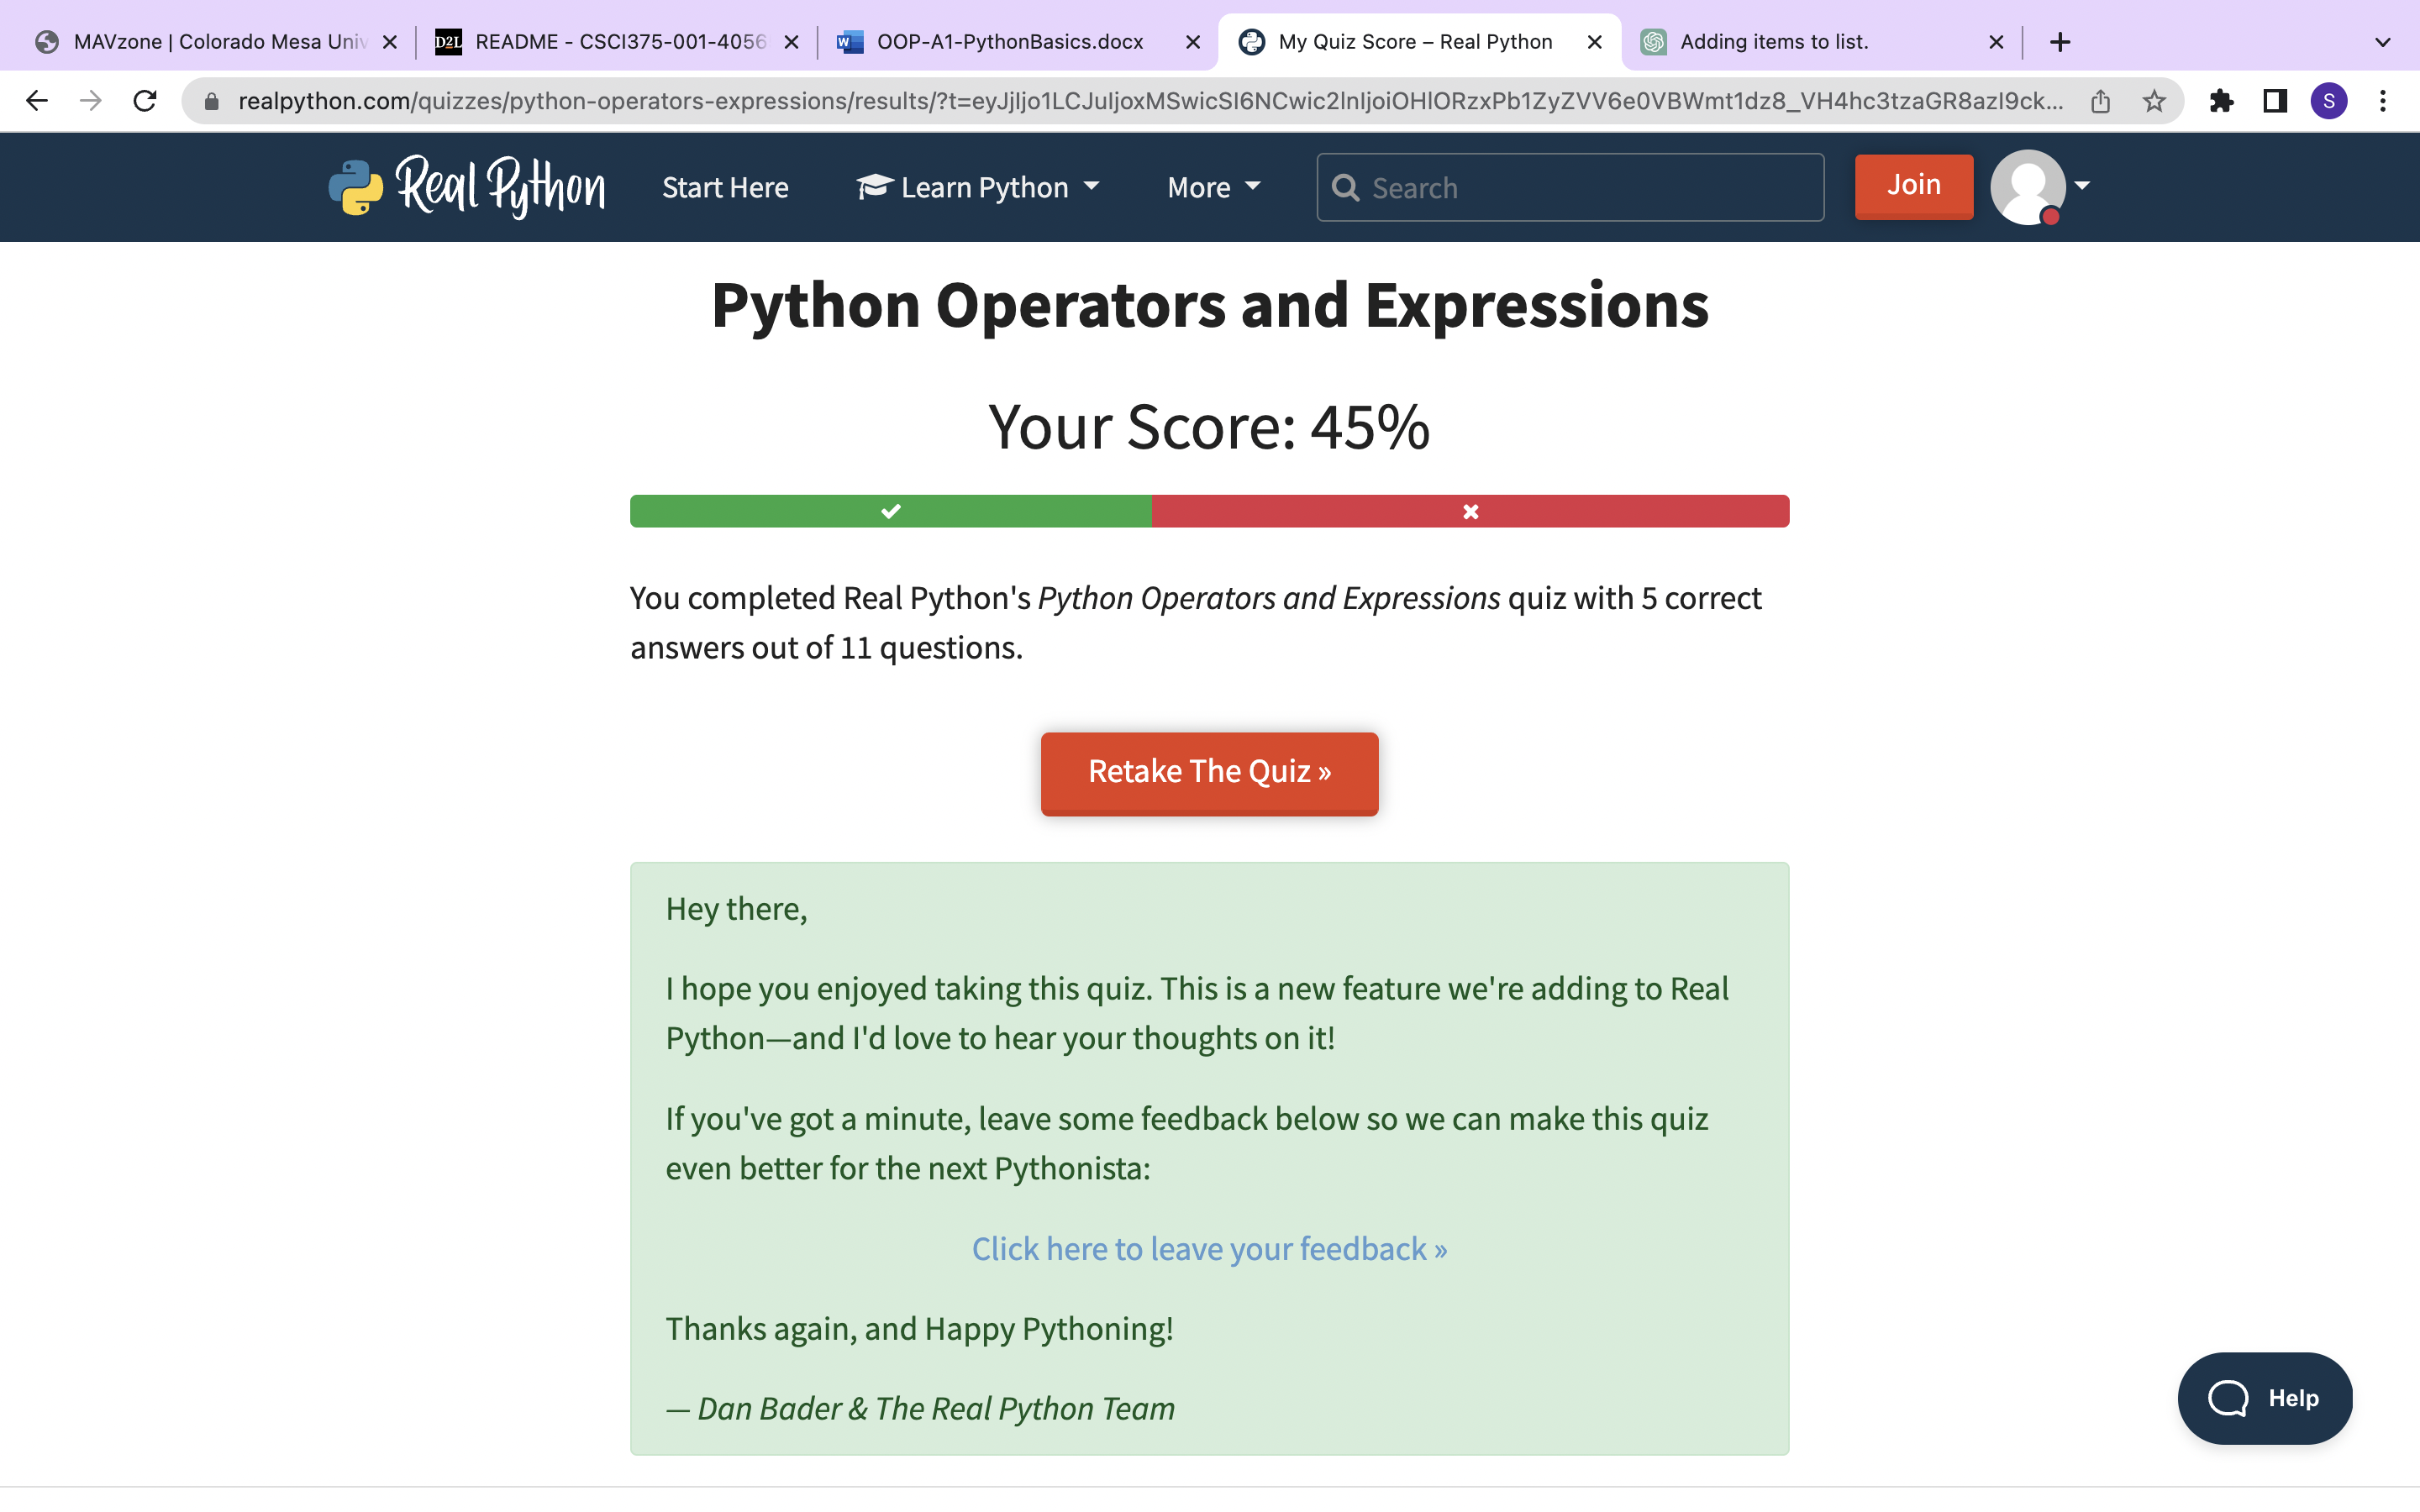 MAVzone | Colorado Mesa Univ
D2L README - CSCI375-001-4056
W OOP-A1-PythonBasics.docx
My Quiz Score – Real Python
Adding items to list.
realpython.com/quizzes/python-operators-expressions/results/?t=
S
Real Python
Start Here
Learn Python
More
Search
Join
Python Operators and Expressions
Your Score: 45%
You completed Real Python's Python Operators and Expressions quiz with 5 correct
answers out of 11 questions.
Retake The Quiz »
Hey there,
I hope you enjoyed taking this quiz. This is a new feature we're adding to Real
Python—and I'd love to hear your thoughts on it!
If you've got a minute, leave some feedback below so we can make this quiz
even better for the next Pythonista:
Click here to leave your feedback »
Thanks again, and Happy Pythoning!
— Dan Bader & The Real Python Team
Help